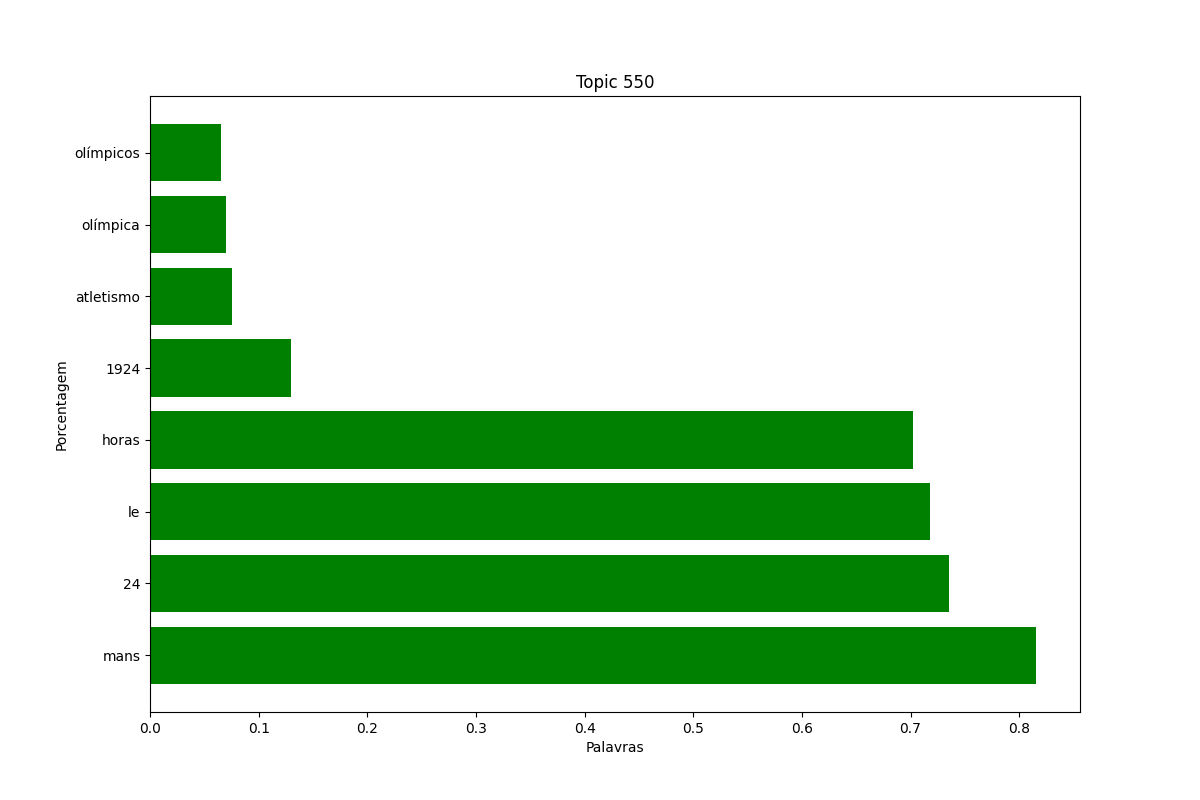 Topic 550
olímpicos
olímpica
atletismo
1924
horas
le
24
mans
Porcentagem
0.0 0.1 0.2 0.3 0.4 0.5 0.6 0.7 0.8
Palavras